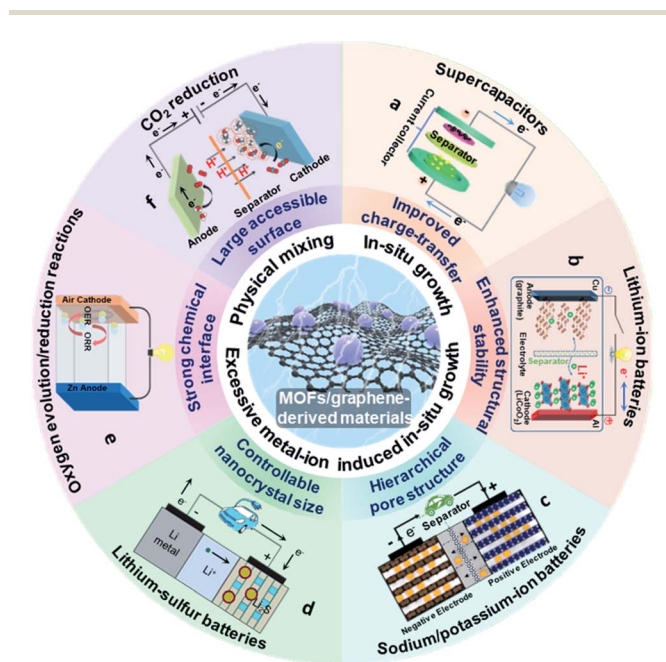 CO2 reduction
e-
+
-
e-
e-
e-
H+
H+
H+
e-
Anode
Separator
Cathode
f
Supercapacitors
a
Current collector
-
Separator
+
e-
e-
Lithium-ion batteries
b
Cu
Anode
(graphite)
Electrolyte
Separator
Li+
e-
Cathode
(LiCoO2)
Al
Sodium/potassium-ion batteries
c
-
e-
Separator
+
Negative Electrode
Positive Electrode
Lithium-sulfur batteries
d
e-
-
+
e-
Li
metal
Li+
Li2S
Oxygen evolution/reduction reactions
e
Air Cathode
OER
ORR
Zn Anode
Large accessible
surface
Improved
charge-transfer
Enhanced structural
stability
Hierarchical
pore structure
Controllable
nanocrystal size
Strong chemical
interface
Physical mixing
In-situ growth
Excessive metal-ion induced in-situ growth
MOFs/graphene-
derived materials